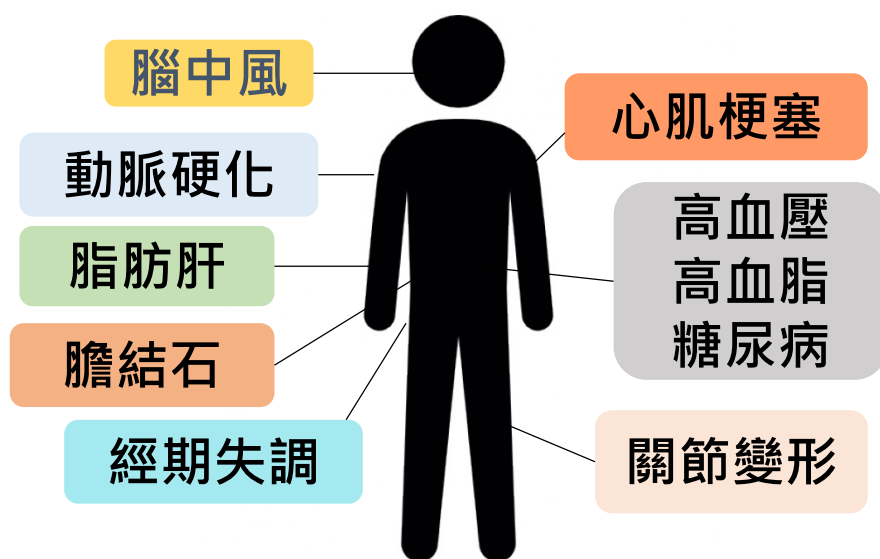 腦中風
動脈硬化
脂肪肝
膽結石
經期失調
心肌梗塞
高血壓
高血脂
糖尿病
關節變形